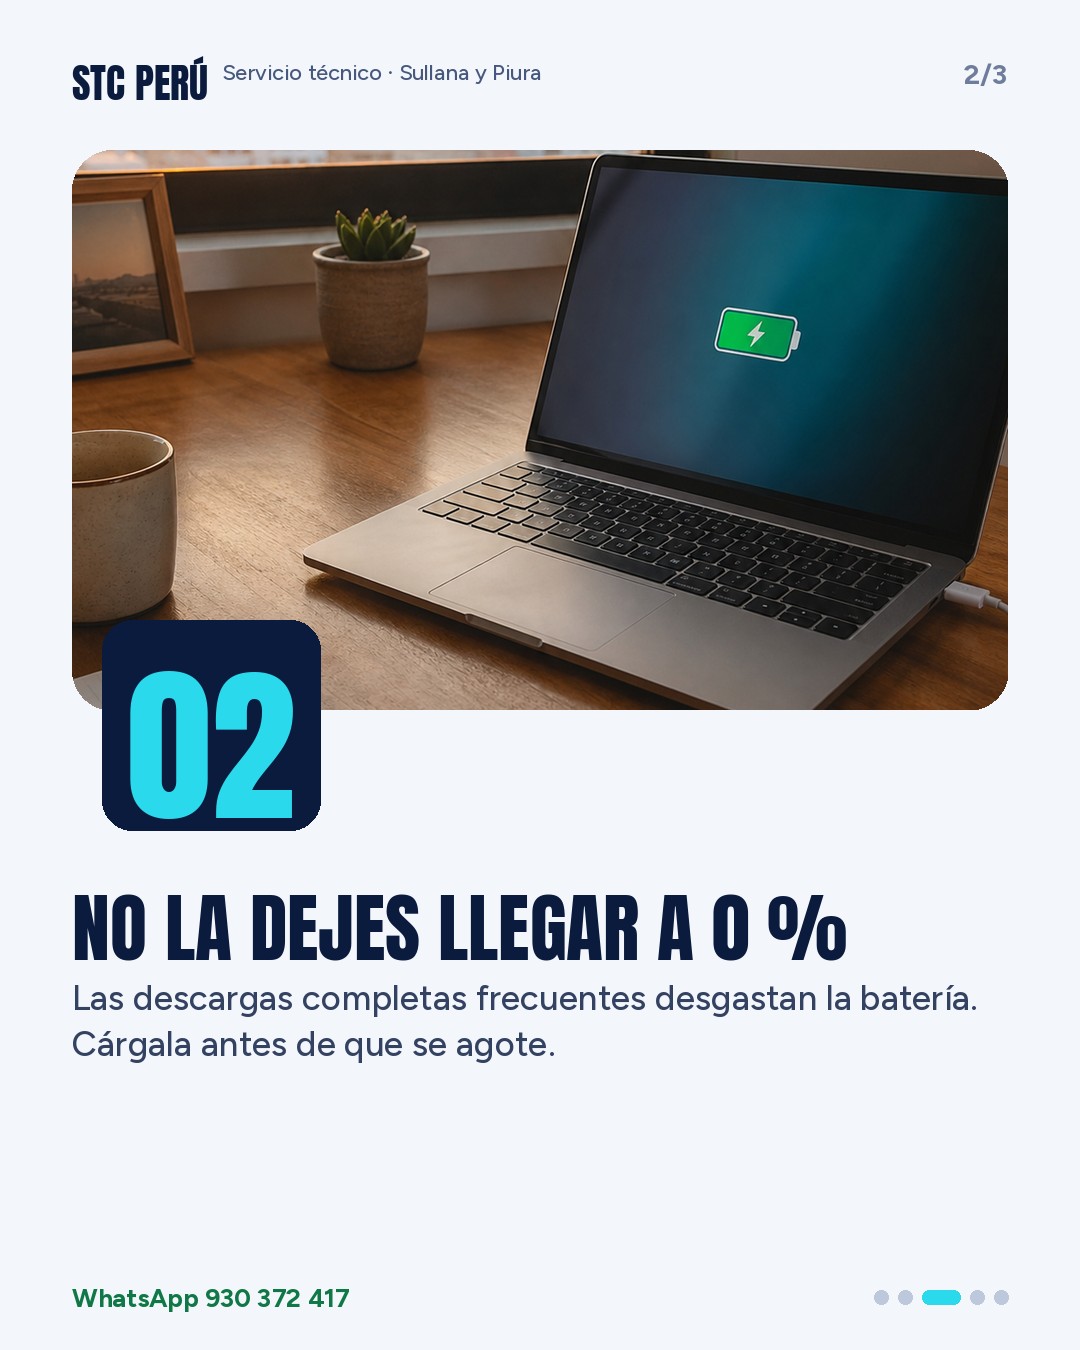 STC PERÚ Servicio técnico · Sullana y Piura
2/3
02
NO LA DEJES LLEGAR A 0 %
Las descargas completas frecuentes desgastan la batería.
Cárgala antes de que se agote.
WhatsApp 930 372 417